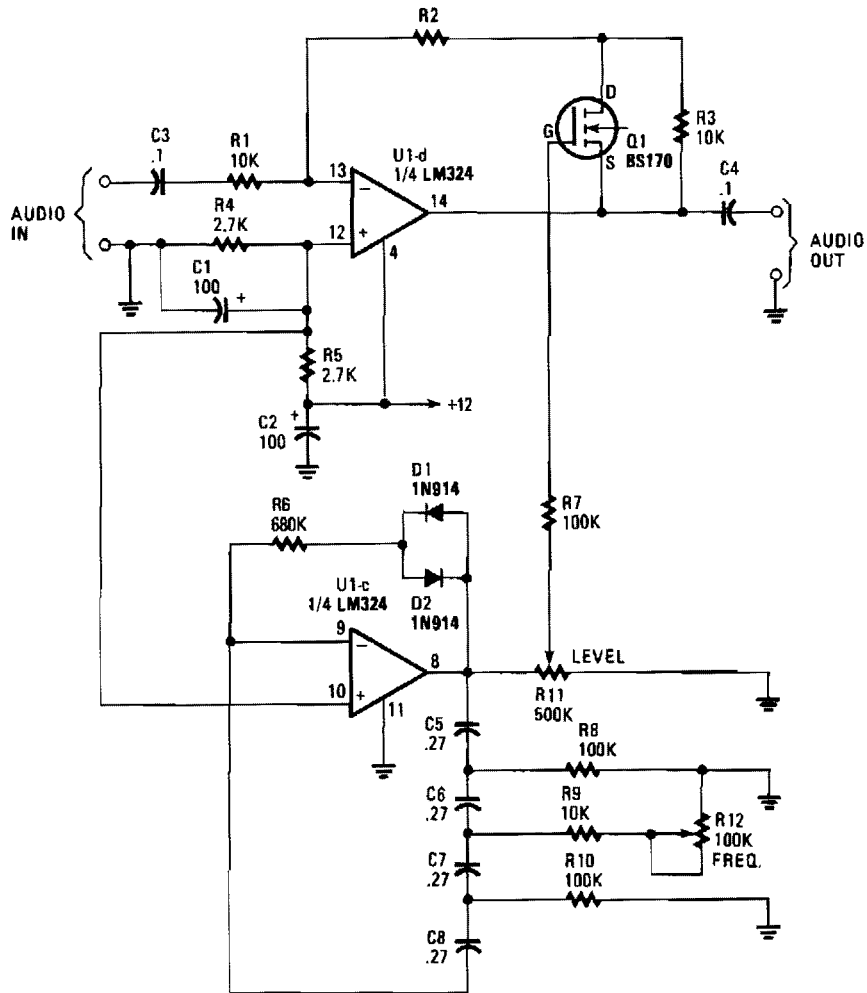 R2
D
G
S
Q1
BS170
R3
10K
C3
.1
R1
10K
U1-d
1/4 LM324
13
−
14
C4
.1
AUDIO
IN
R4
2.7K
12
+
4
AUDIO
OUT
C1
100
+
R5
2.7K
+12
C2
100
+
D1
1N914
R6
680K
R7
100K
U1-c
1/4 LM324
D2
1N914
9
−
8
LEVEL
10
+
11
R11
500K
C5
.27
R8
100K
C6
.27
R9
10K
R12
100K
FREQ.
C7
.27
R10
100K
C8
.27